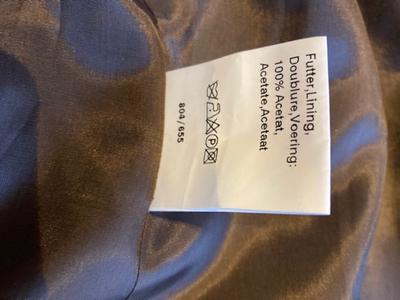 Futter,Lining,
Doublure,Voering:
100% Acetat,
Acetate,Acetaat
P
804/655